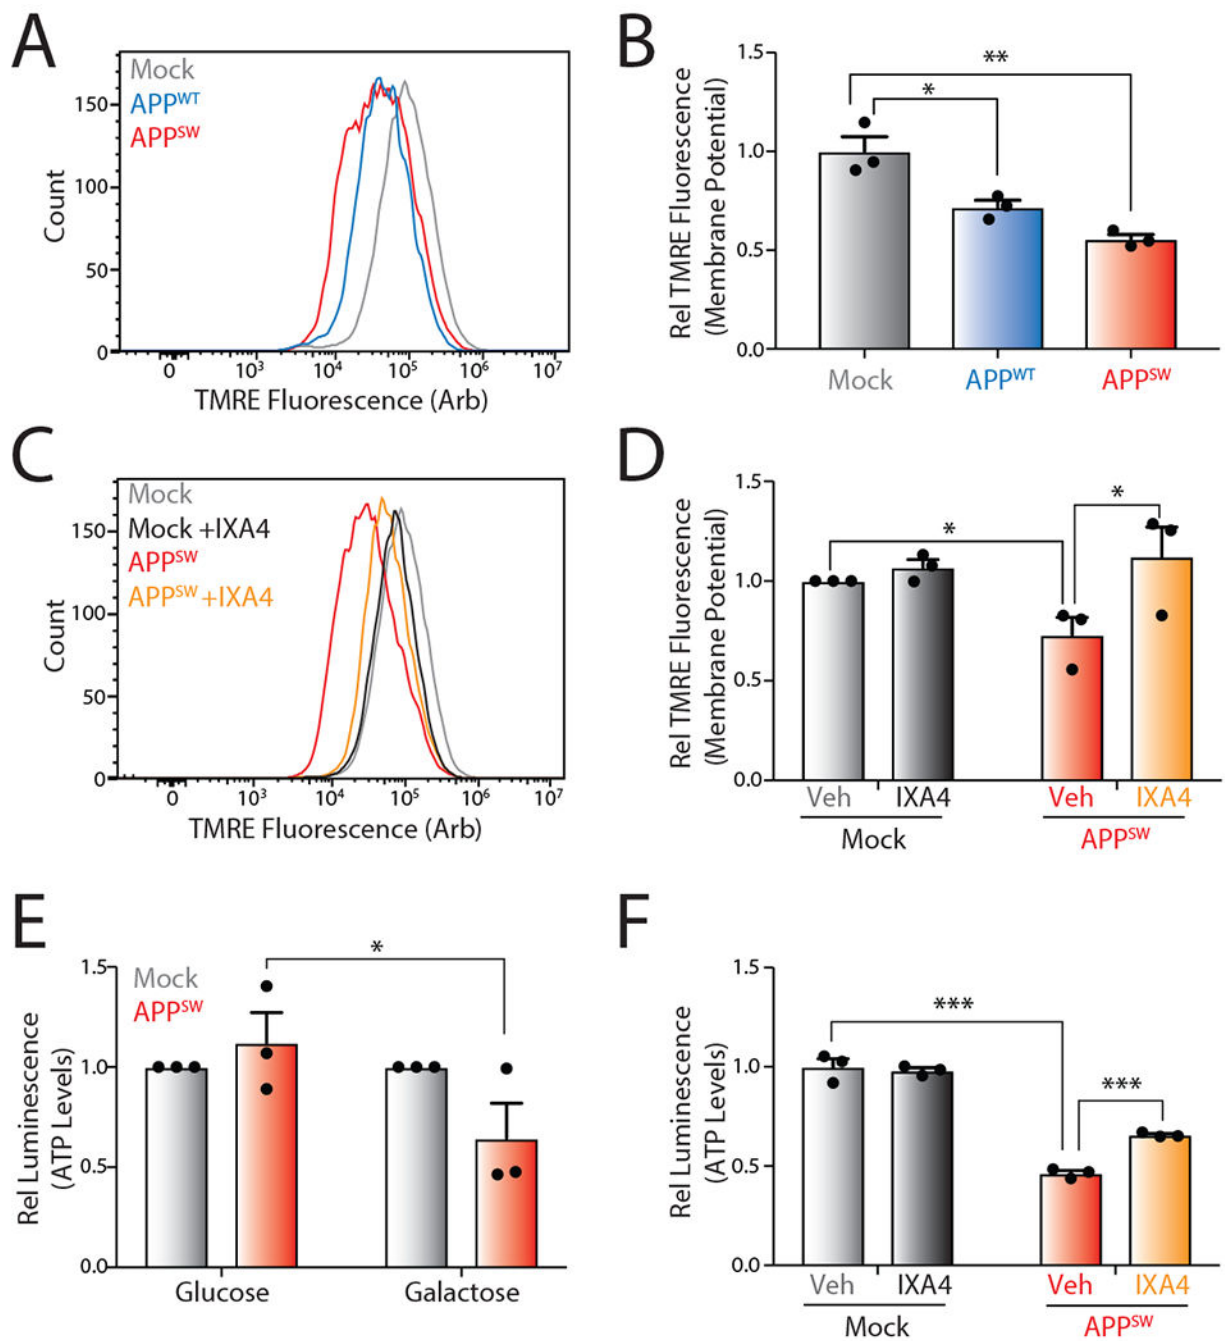 A
Mock
APPᵂᵀ
APPˢᵂ
Count
150
100
50
0
0 10³ 10⁴ 10⁵ 10⁶ 10⁷
TMRE Fluorescence (Arb)
B
Rel TMRE Fluorescence
(Membrane Potential)
1.5
1.0
0.5
0.0
**
*
Mock APPᵂᵀ APPˢᵂ
C
Mock
Mock +IXA4
APPˢᵂ
APPˢᵂ +IXA4
Count
150
100
50
0
0 10³ 10⁴ 10⁵ 10⁶ 10⁷
TMRE Fluorescence (Arb)
D
Rel TMRE Fluorescence
(Membrane Potential)
1.5
1.0
0.5
0.0
*
*
Veh IXA4 Veh IXA4
Mock APPˢᵂ
E
Mock
APPˢᵂ
Rel Luminescence
(ATP Levels)
1.5
1.0
0.5
0.0
*
Glucose Galactose
F
Rel Luminescence
(ATP Levels)
1.5
1.0
0.5
0.0
***
***
Veh IXA4 Veh IXA4
Mock APPˢᵂ